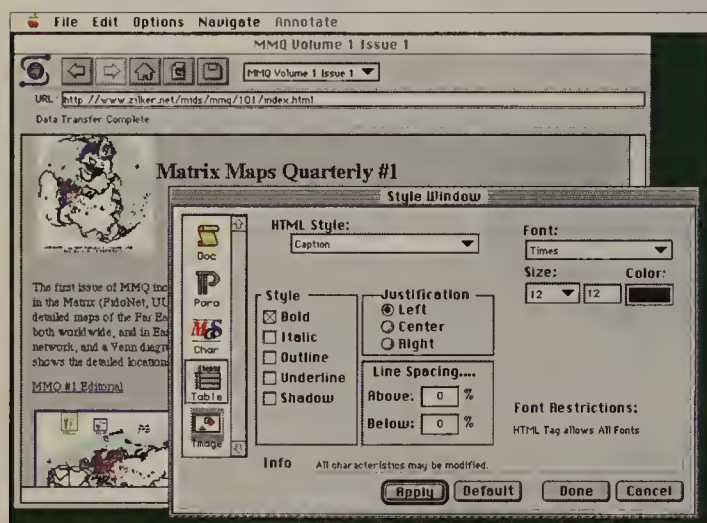 File Edit Options Navigate Annotate
MMQ Volume 1 Issue 1
MMQ Volume 1 Issue 1
URL: http://www.zilker.net/mids/mmq/101/index.html
Data Transfer Complete
Matrix Maps Quarterly #1
The first issue of MMQ inc
in the Matrix (FidoNet, UU
detailed maps of the Far Ea
both worldwide, and in Eas
network, and a Venn diagr
shows the detailed location
MMQ #1 Editorial
Style Window
Doc
Para
Char
Table
Image
HTML Style:
Caption
Font:
Times
Size:
Color:
12 12
Style
Bold
Italic
Outline
Underline
Shadow
Justification
Left
Center
Right
Line Spacing....
Above: 0 %
Below: 0 %
Font Restrictions:
HTML Tag allows All Fonts
Info All characteristics may be modified.
Apply Default Done Cancel